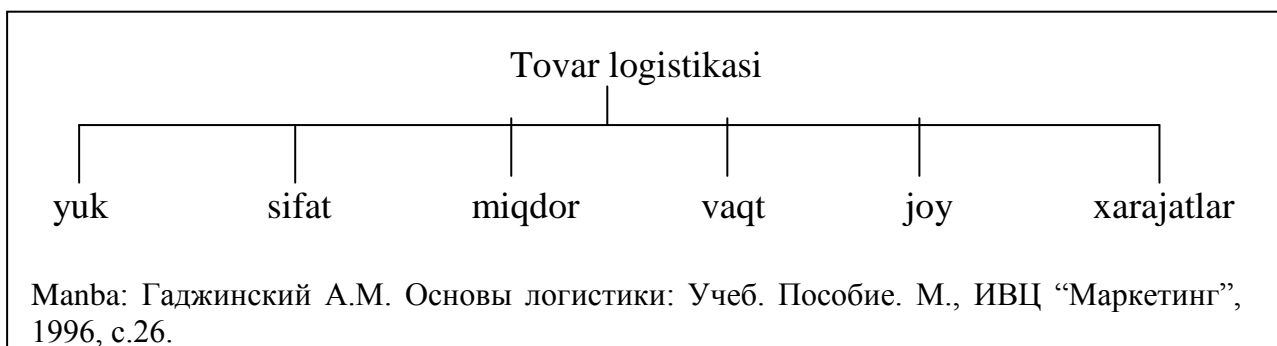 Tovar logistikasi
yuk sifat miqdor vaqt joy xarajatlar
Manba: Гаджинский А.М. Основы логистики: Учеб. Пособие. М., ИВЦ “Маркетинг”,
1996, с.26.